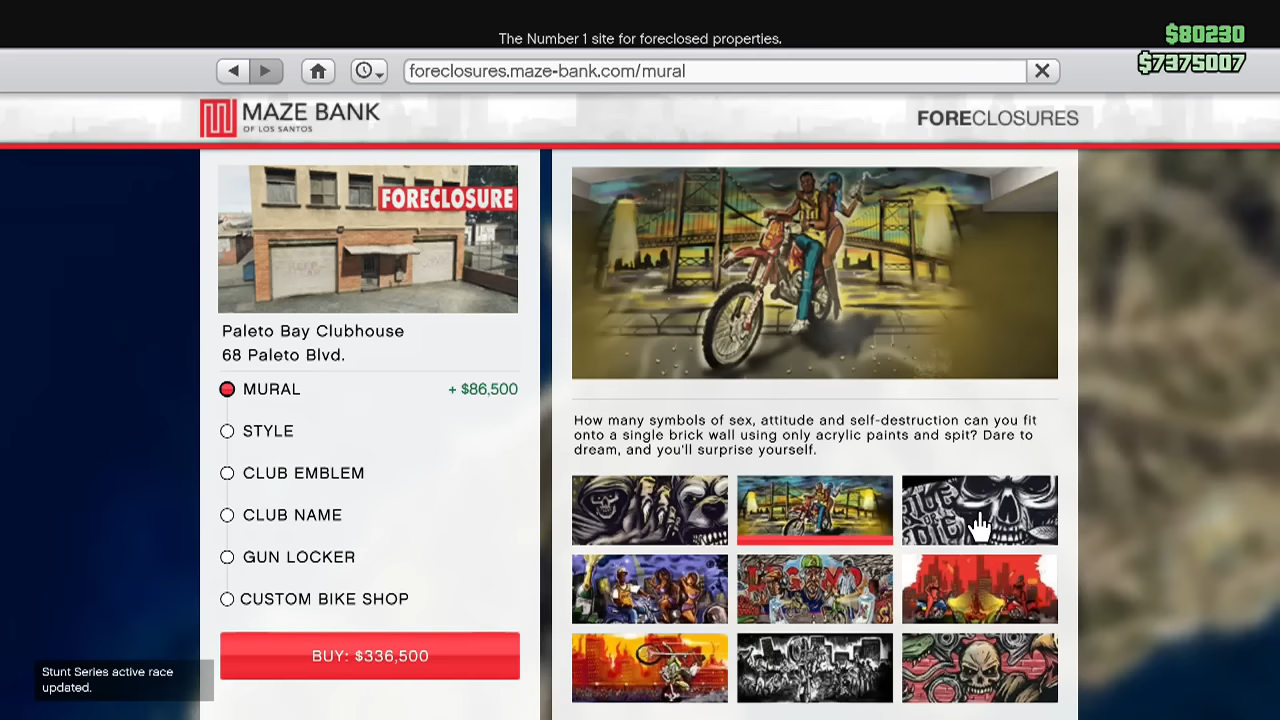 The Number 1 site for foreclosed properties.
$80230
$7375007
foreclosures.maze-bank.com/mural
MAZE BANK
OF LOS SANTOS
FORECLOSURES
FORECLOSURE
Paleto Bay Clubhouse
68 Paleto Blvd.
MURAL + $86,500
STYLE
CLUB EMBLEM
CLUB NAME
GUN LOCKER
CUSTOM BIKE SHOP
BUY: $336,500
How many symbols of sex, attitude and self-destruction can you fit
onto a single brick wall using only acrylic paints and spit? Dare to
dream, and you'll surprise yourself.
RIDE
OR
DIE
Stunt Series active race
updated.